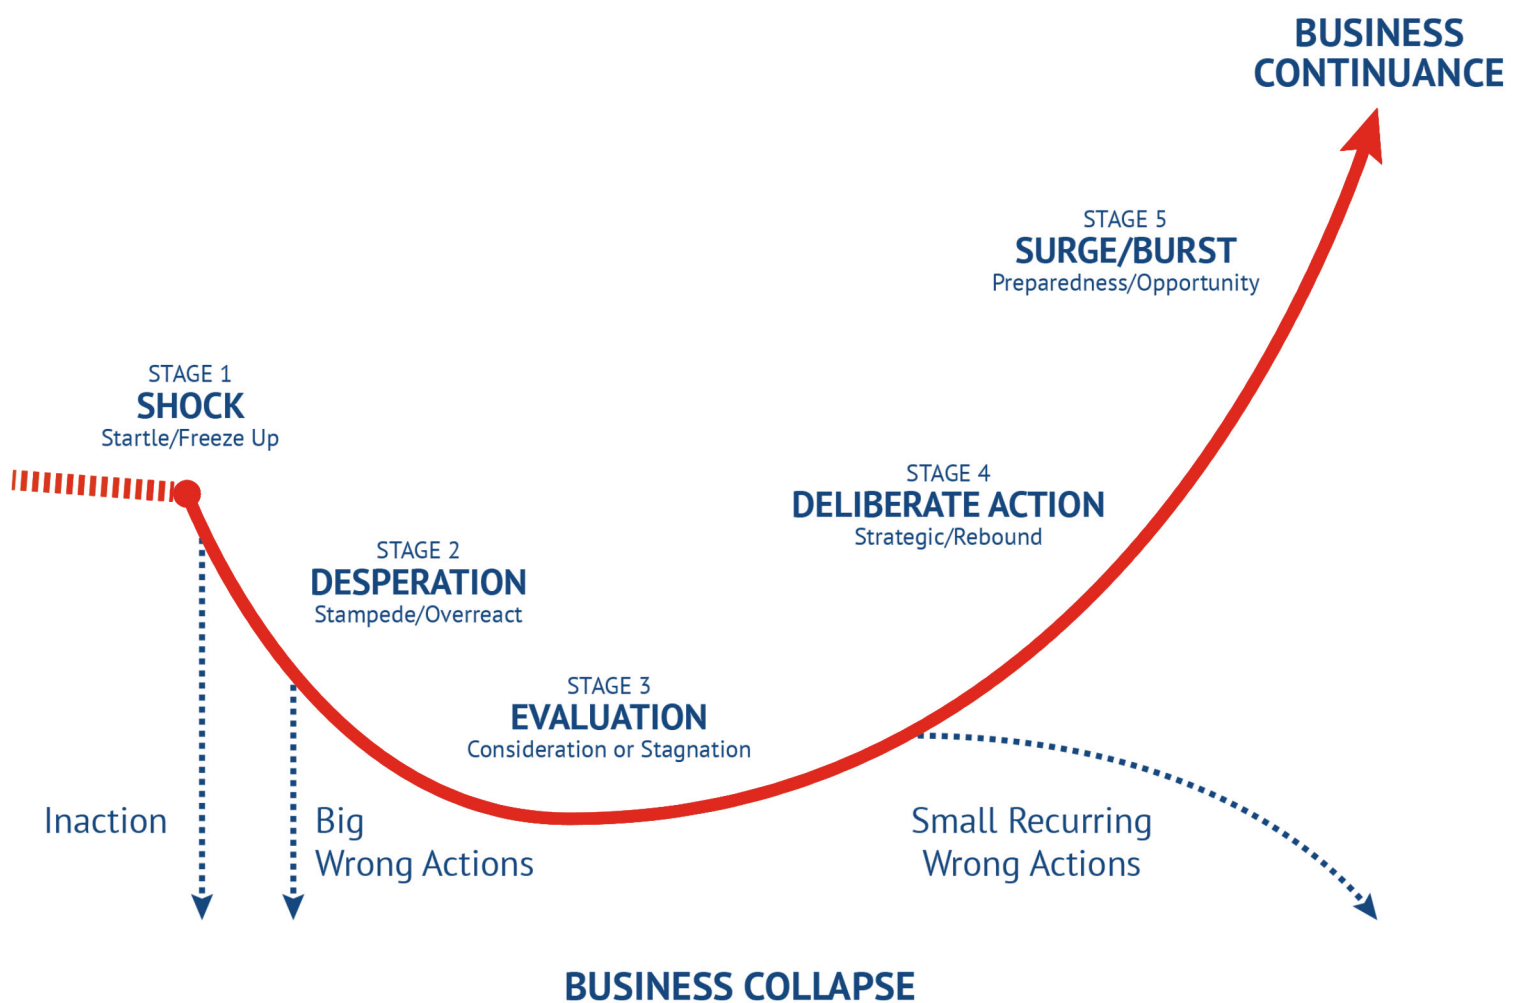 BUSINESS
CONTINUANCE
STAGE 5
SURGE/BURST
Preparedness/Opportunity
STAGE 1
SHOCK
Startle/Freeze Up
STAGE 4
DELIBERATE ACTION
Strategic/Rebound
STAGE 2
DESPERATION
Stampede/Overreact
STAGE 3
EVALUATION
Consideration or Stagnation
Inaction
Big
Wrong Actions
Small Recurring
Wrong Actions
BUSINESS COLLAPSE